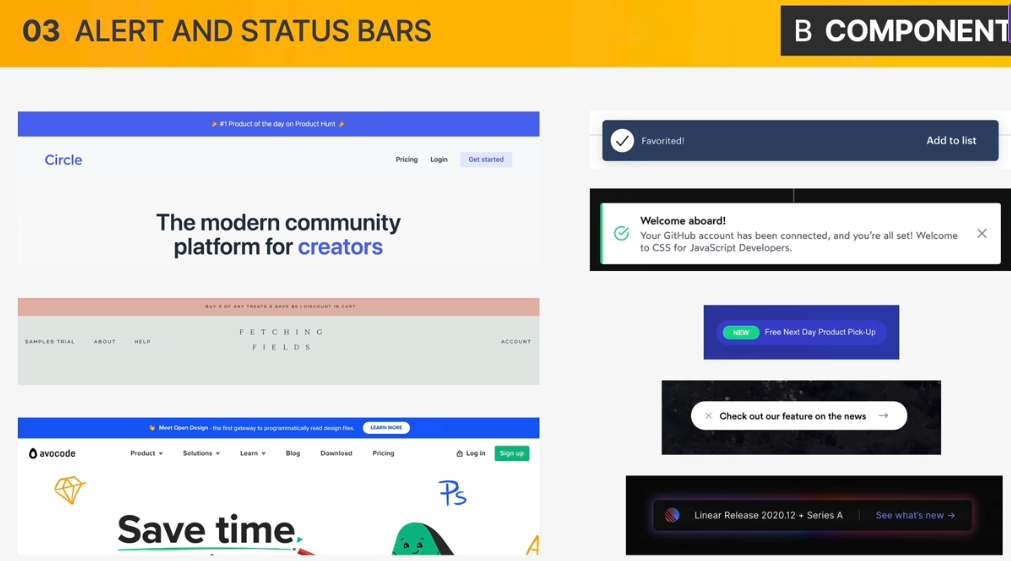 03 ALERT AND STATUS BARS
B COMPONENT
#1 Product of the day on Product Hunt
Circle
Pricing Login Get started
The modern community
platform for creators
BUY 3 OF ANY TREATS & SAVE $5 | DISCOUNT IN CART
FETCHING
FIELDS
SAMPLES TRIAL ABOUT HELP
ACCOUNT
Meet Open Design - the first gateway to programmatically read design files. LEARN MORE
avocode
Product Solutions Learn Blog Download Pricing Log in Sign up
Ps
Save time
Favorited!
Add to list
Welcome aboard!
Your GitHub account has been connected, and you're all set! Welcome
to CSS for JavaScript Developers.
NEW Free Next Day Product Pick-Up
Check out our feature on the news
Linear Release 2020.12 + Series A
See what's new →